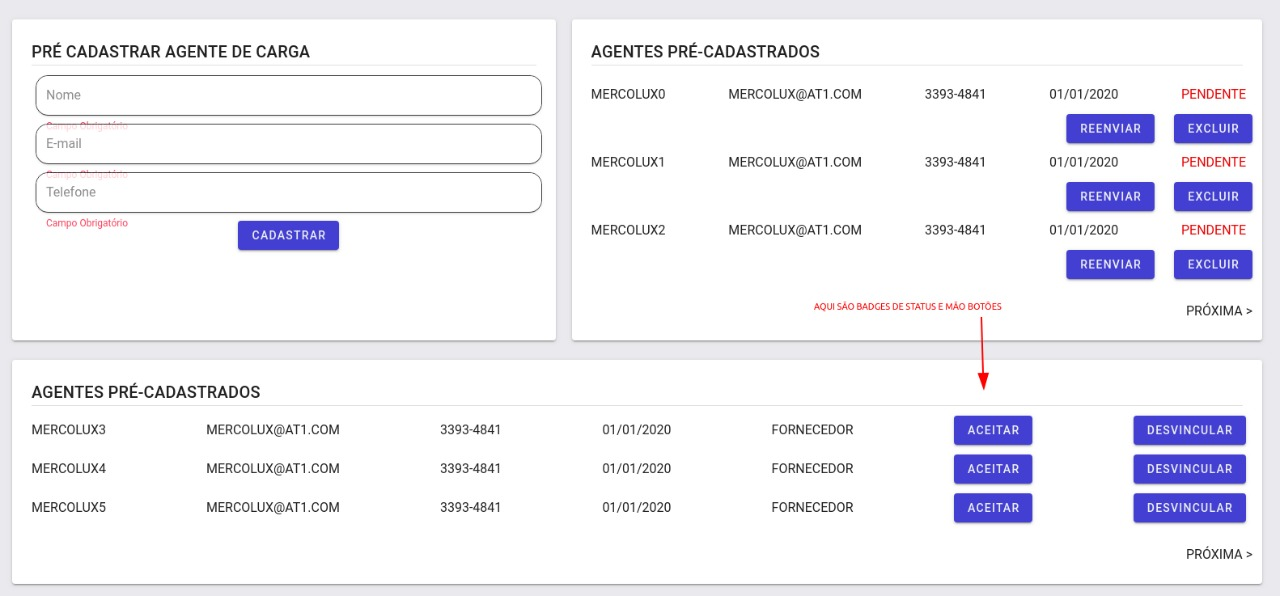 PRÉ CADASTRAR AGENTE DE CARGA
Nome
Campo Obrigatório
E-mail
Campo Obrigatório
Telefone
Campo Obrigatório
CADASTRAR
AGENTES PRÉ-CADASTRADOS
MERCOLUX0 MERCOLUX@AT1.COM 3393-4841 01/01/2020 PENDENTE
REENVIAR EXCLUIR
MERCOLUX1 MERCOLUX@AT1.COM 3393-4841 01/01/2020 PENDENTE
REENVIAR EXCLUIR
MERCOLUX2 MERCOLUX@AT1.COM 3393-4841 01/01/2020 PENDENTE
REENVIAR EXCLUIR
AQUI SÃO BADGES DE STATUS E MÃO BOTÕES
PRÓXIMA >
AGENTES PRÉ-CADASTRADOS
MERCOLUX3 MERCOLUX@AT1.COM 3393-4841 01/01/2020 FORNECEDOR ACEITAR DESVINCULAR
MERCOLUX4 MERCOLUX@AT1.COM 3393-4841 01/01/2020 FORNECEDOR ACEITAR DESVINCULAR
MERCOLUX5 MERCOLUX@AT1.COM 3393-4841 01/01/2020 FORNECEDOR ACEITAR DESVINCULAR
PRÓXIMA >